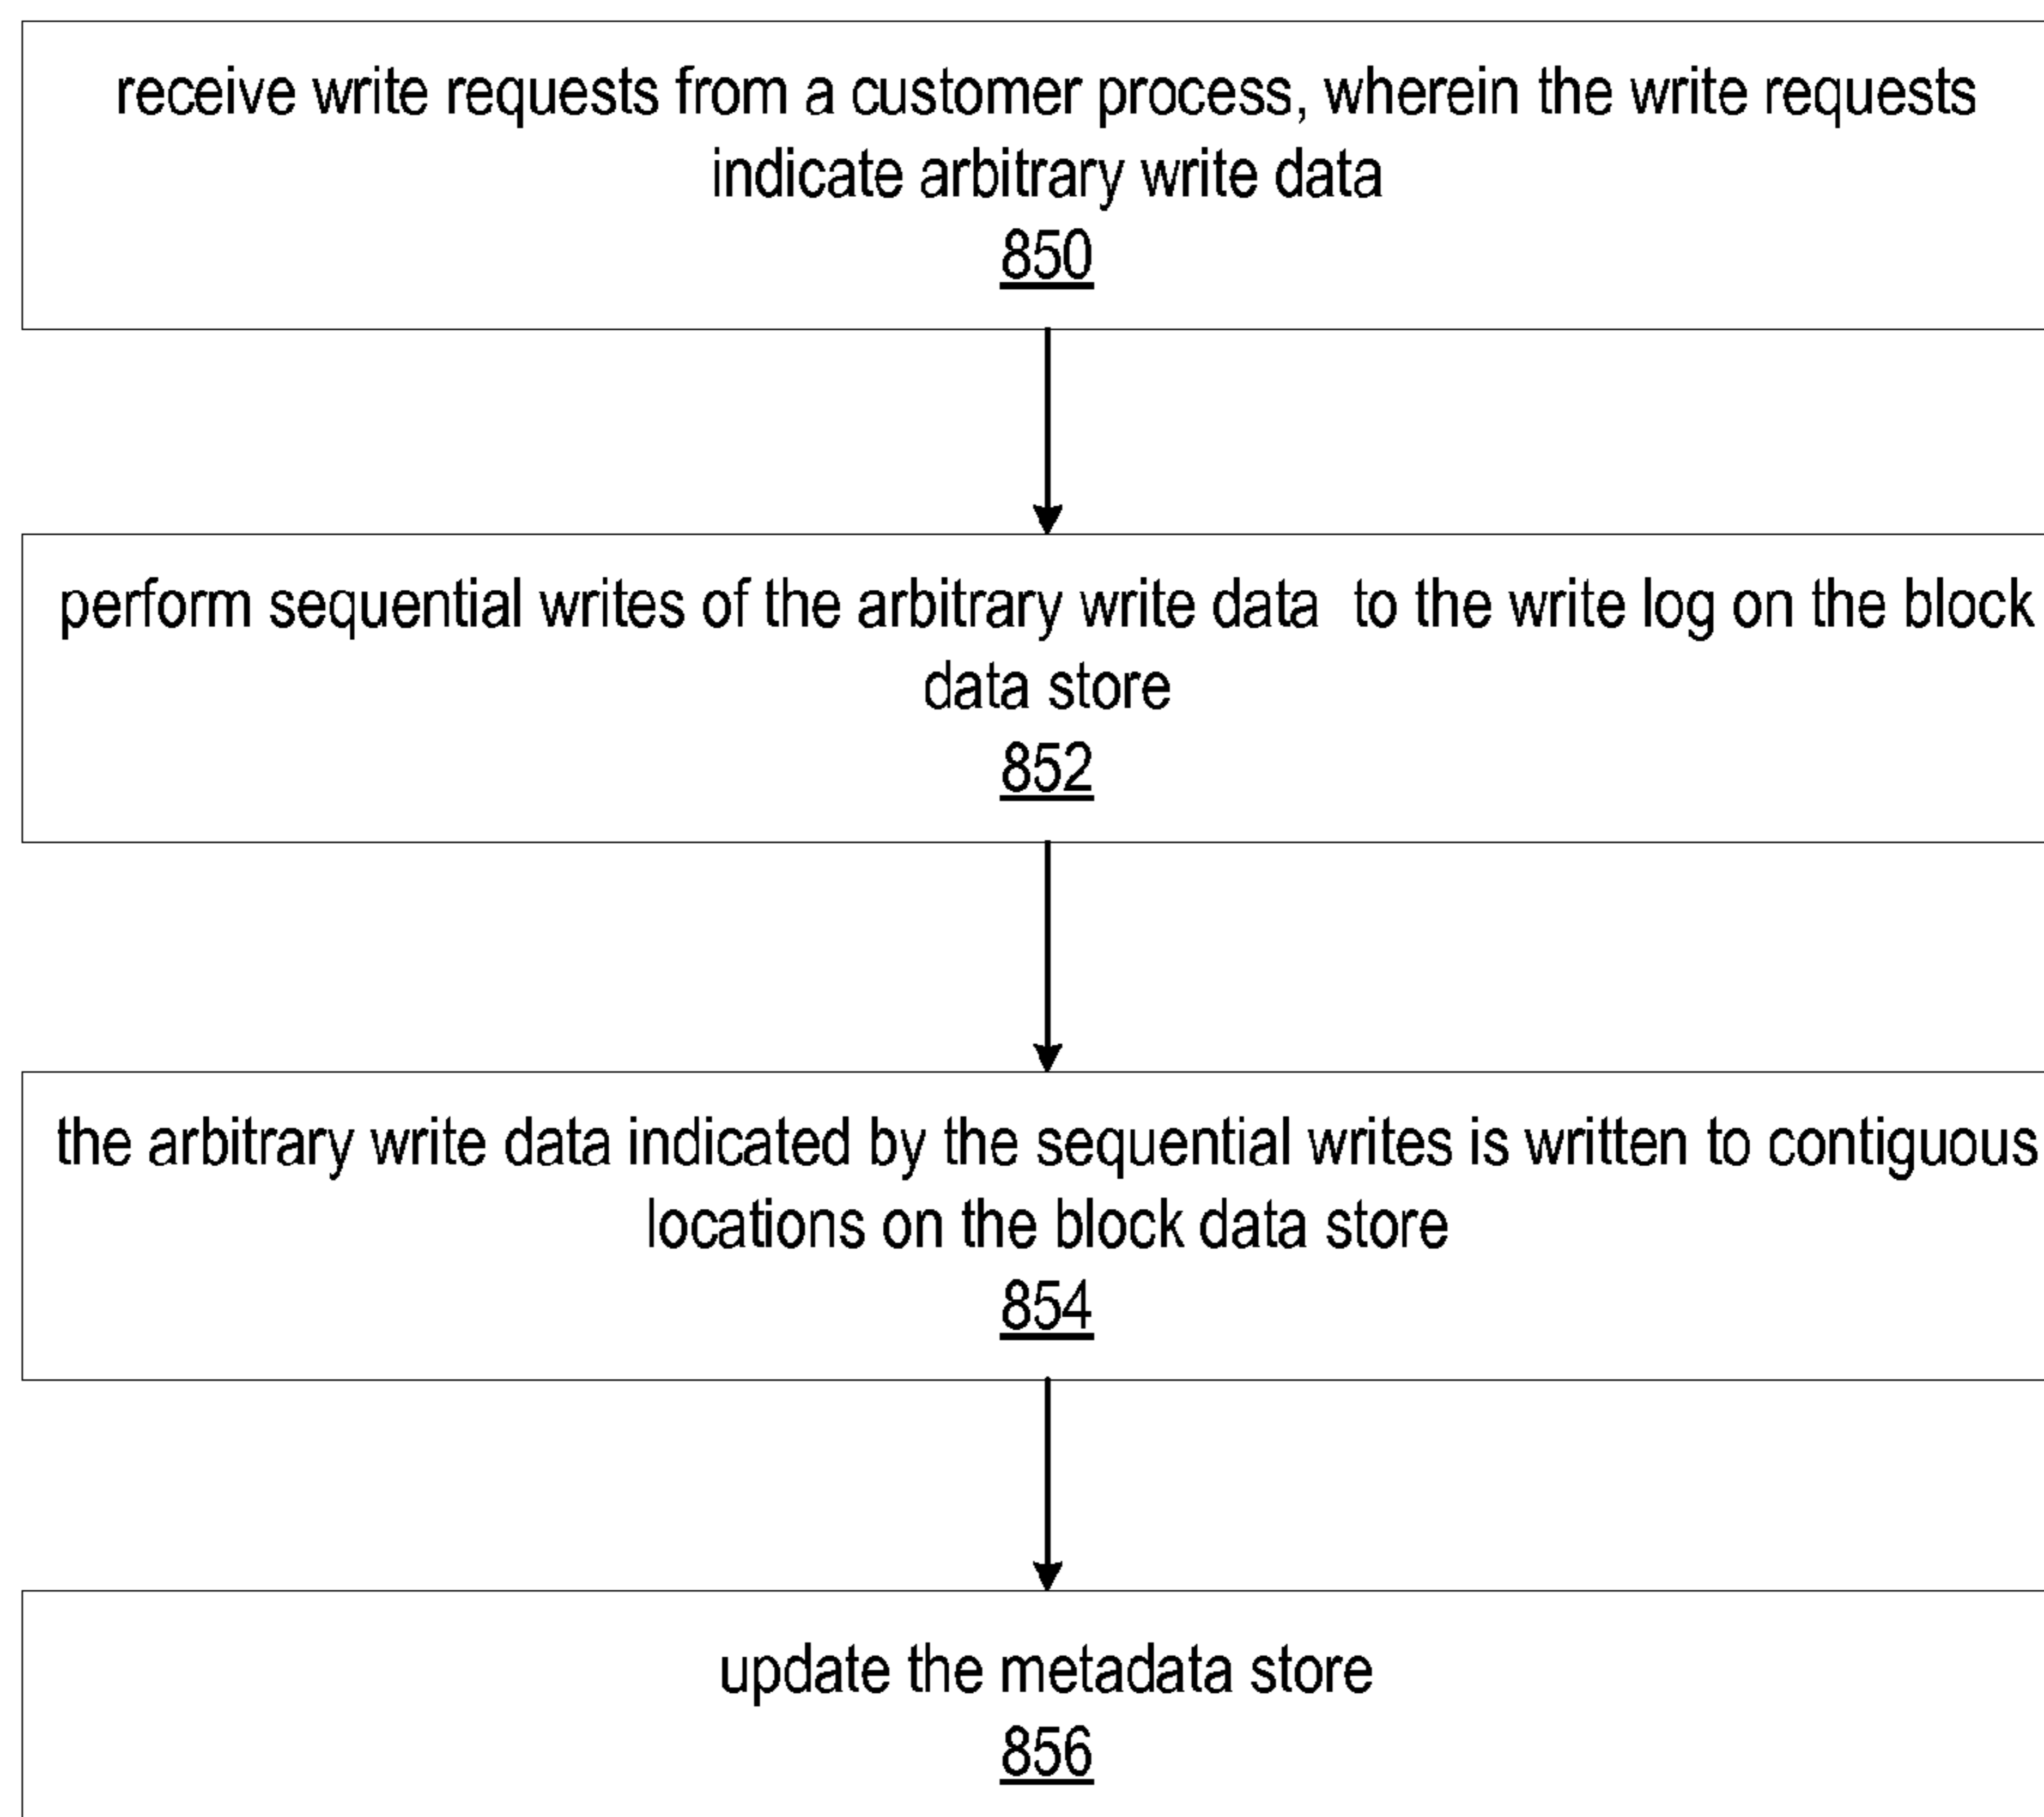 receive write requests from a customer process, wherein the write requests
indicate arbitrary write data
850
perform sequential writes of the arbitrary write data  to the write log on the block
data store
852
the arbitrary write data indicated by the sequential writes is written to contiguous
locations on the block data store
854
update the metadata store
856